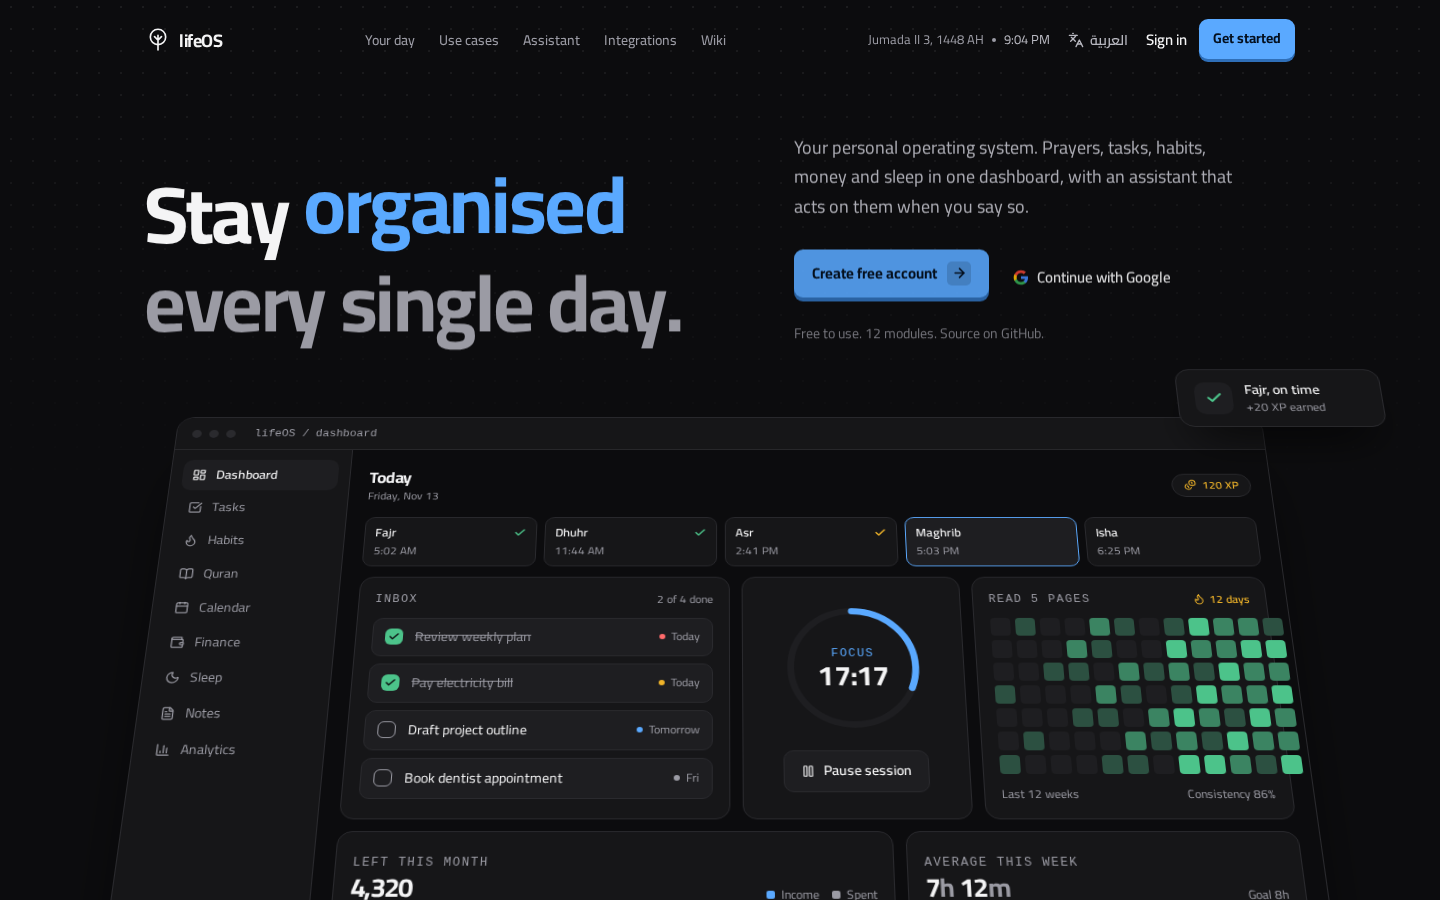 lifeOS
Your day
Use cases
Assistant
Integrations
Wiki
Jumada II 3, 1448 AH • 9:04 PM
العربية
Sign in
Get started
Stay organised
every single day.
Your personal operating system. Prayers, tasks, habits,
money and sleep in one dashboard, with an assistant that
acts on them when you say so.
Create free account
Continue with Google
Free to use. 12 modules. Source on GitHub.
Fajr, on time
+20 XP earned
lifeOS / dashboard
Dashboard
Tasks
Habits
Quran
Calendar
Finance
Sleep
Notes
Analytics
Today
Friday, Nov 13
120 XP
Fajr
5:02 AM
Dhuhr
11:44 AM
Asr
2:41 PM
Maghrib
5:03 PM
Isha
6:25 PM
INBOX
2 of 4 done
Review weekly plan
Today
Pay electricity bill
Today
Draft project outline
Tomorrow
Book dentist appointment
Fri
FOCUS
17:17
Pause session
READ 5 PAGES
12 days
Last 12 weeks
Consistency 86%
LEFT THIS MONTH
4,320
Income
Spent
AVERAGE THIS WEEK
7h 12m
Goal 8h